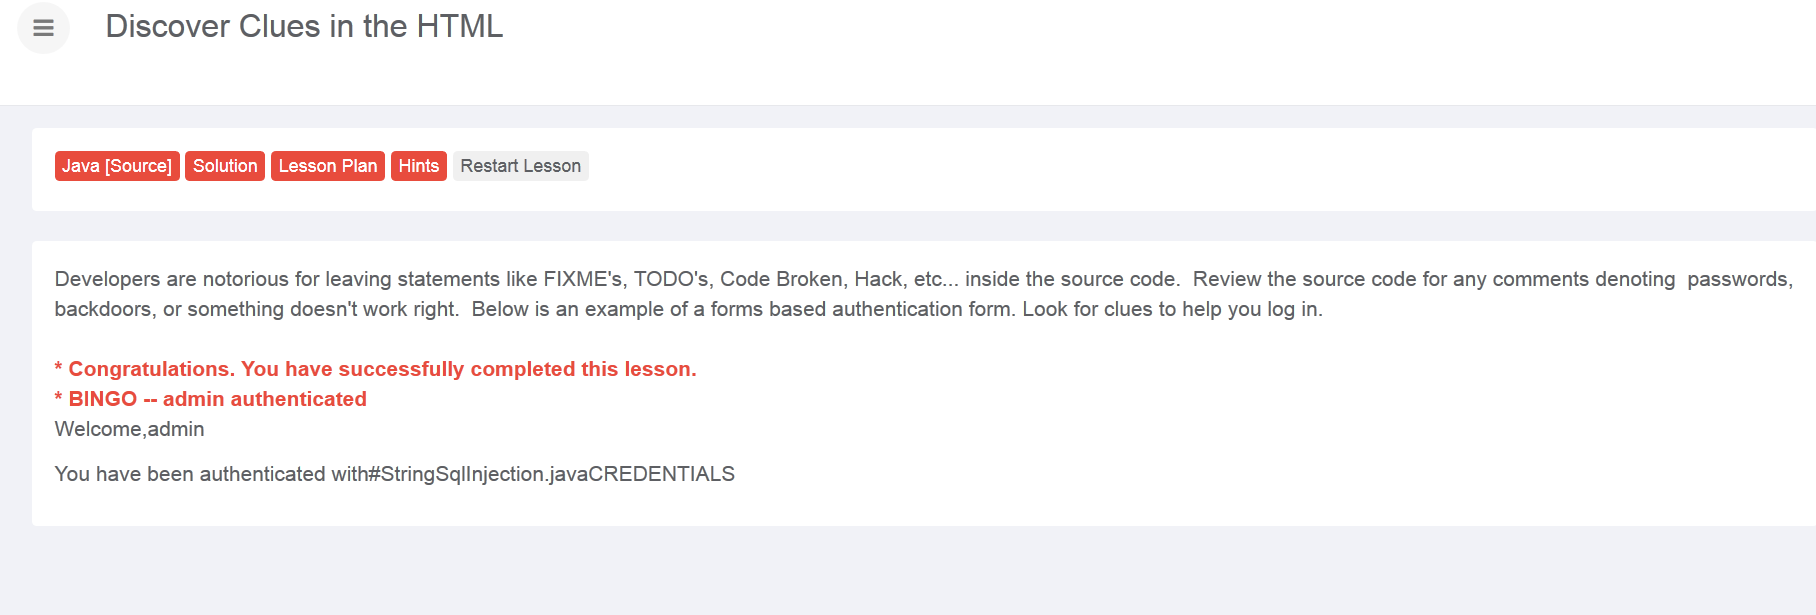 Discover Clues in the HTML
Java [Source] Solution Lesson Plan Hints Restart Lesson
Developers are notorious for leaving statements like FIXME's, TODO's, Code Broken, Hack, etc... inside the source code.  Review the source code for any comments denoting  passwords,
backdoors, or something doesn't work right.  Below is an example of a forms based authentication form. Look for clues to help you log in.
* Congratulations. You have successfully completed this lesson.
* BINGO -- admin authenticated
Welcome,admin
You have been authenticated with#StringSqlInjection.javaCREDENTIALS